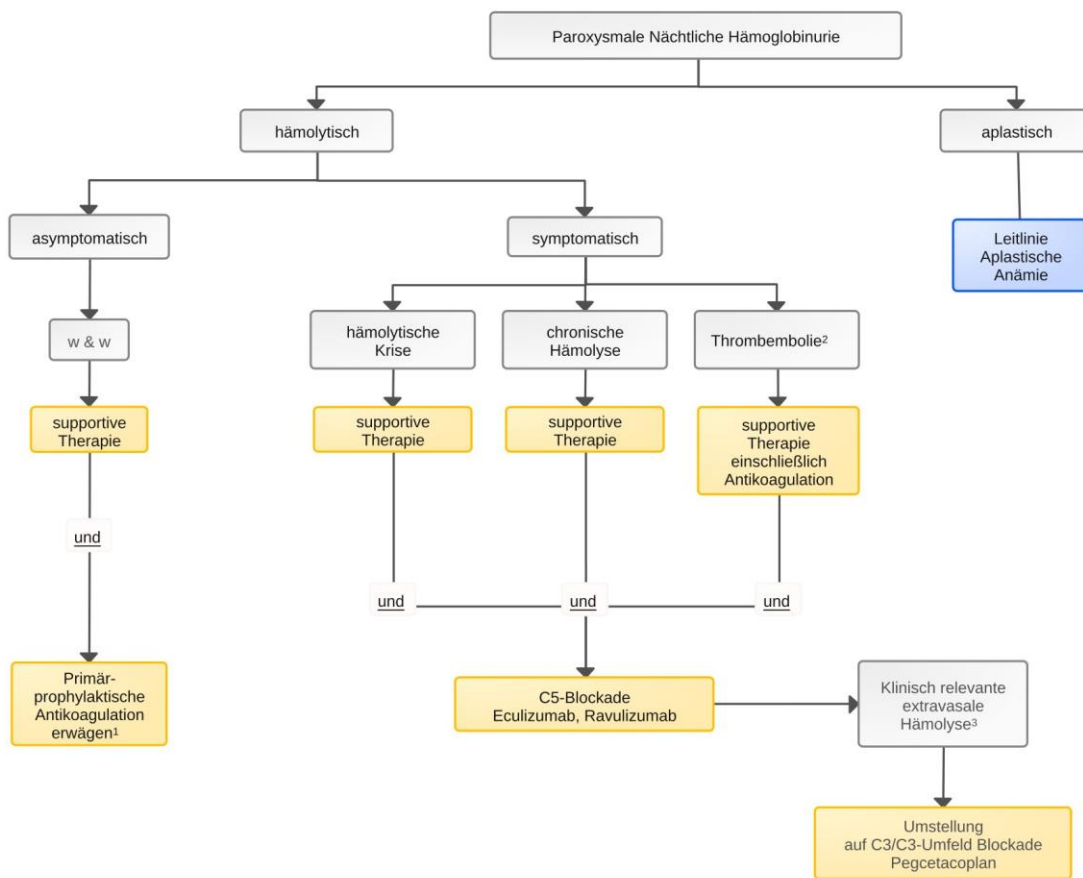 Paroxysmale Nächtliche Hämoglobinurie
hämolytisch
aplastisch
asymptomatisch
symptomatisch
Leitlinie
Aplastische
Anämie
w & w
hämolytische
Krise
chronische
Hämolyse
Thrombembolie²
supportive
Therapie
supportive
Therapie
supportive
Therapie
supportive
Therapie
einschließlich
Antikoagulation
und
und
und
und
Primär-
prophylaktische
Antikoagulation
erwägen¹
C5-Blockade
Eculizumab, Ravulizumab
Klinisch relevante
extravasale
Hämolyse³
Umstellung
auf C3/C3-Umfeld Blockade
Pegcetacoplan